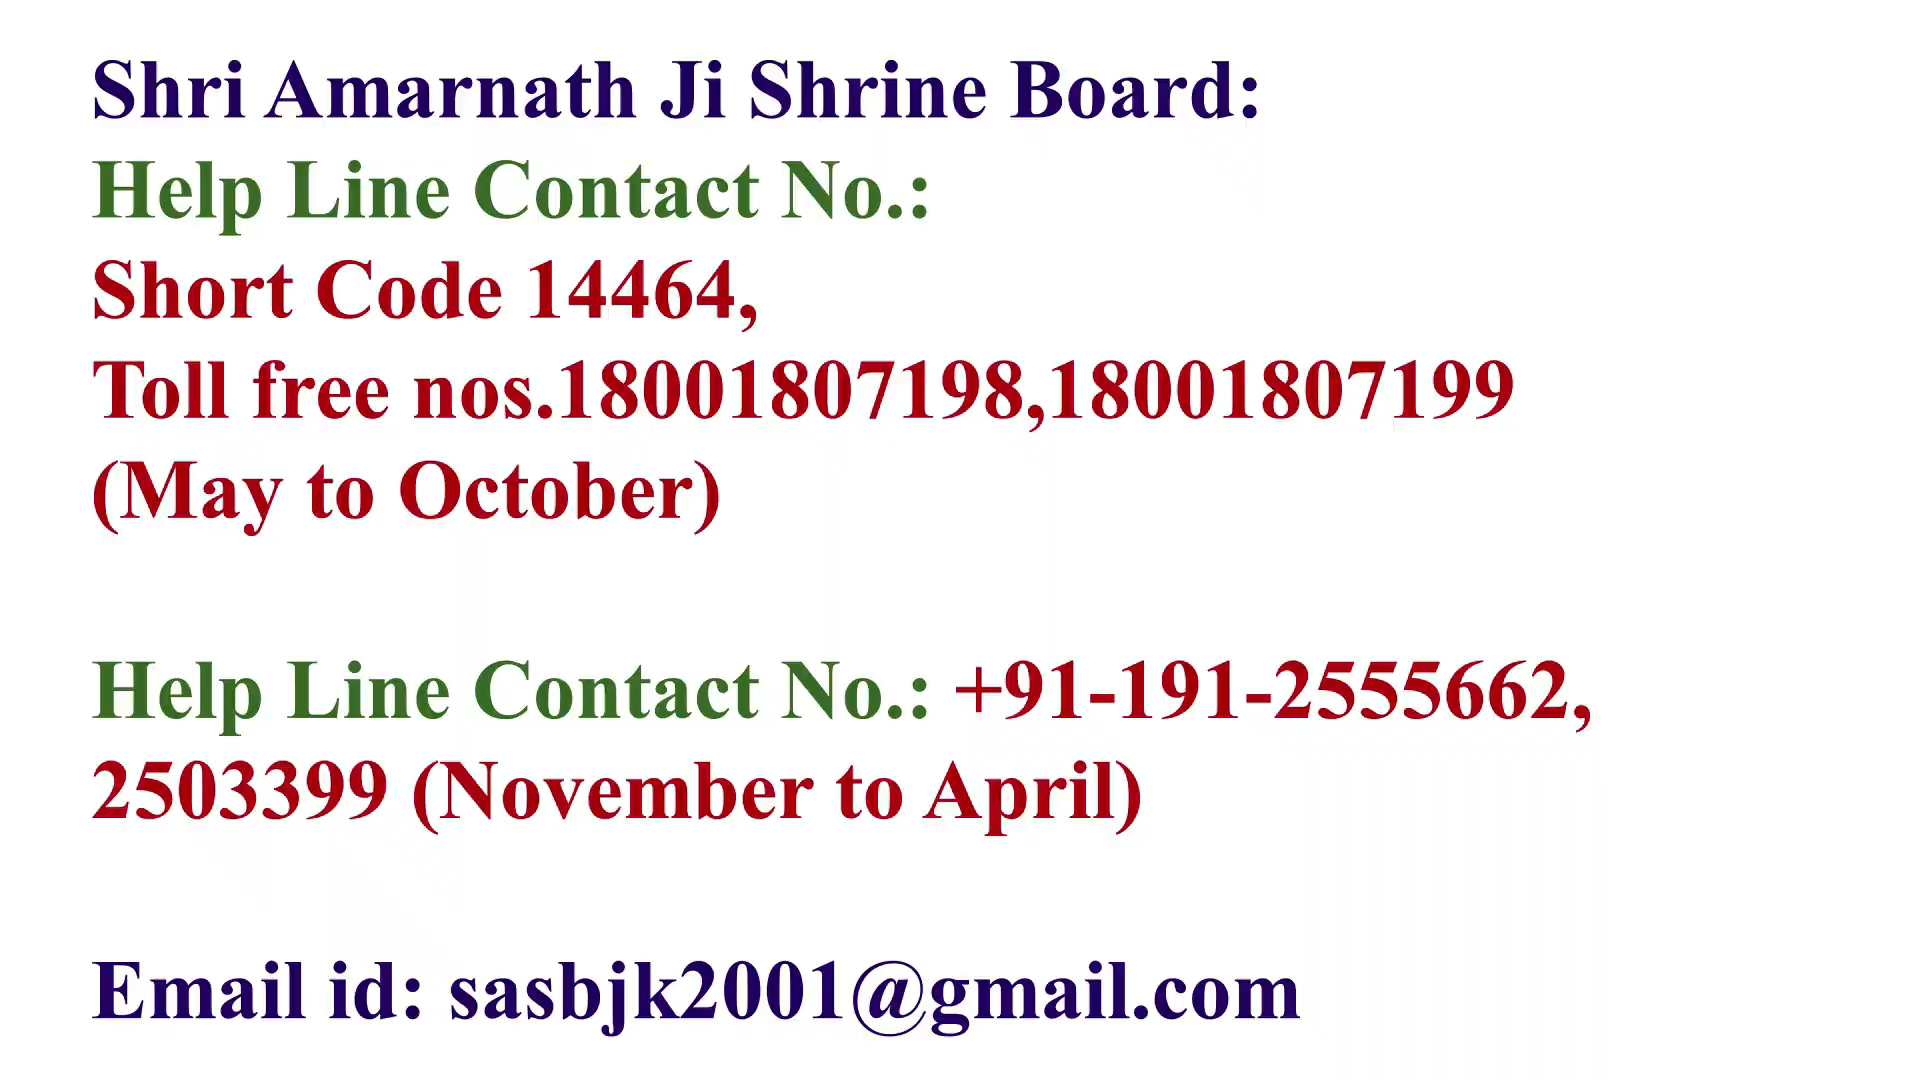 Shri Amarnath Ji Shrine Board:
Help Line Contact No.:
Short Code 14464,
Toll free nos.18001807198,18001807199
(May to October)
Help Line Contact No.: +91-191-2555662,
2503399 (November to April)
Email id: sasbjk2001@gmail.com